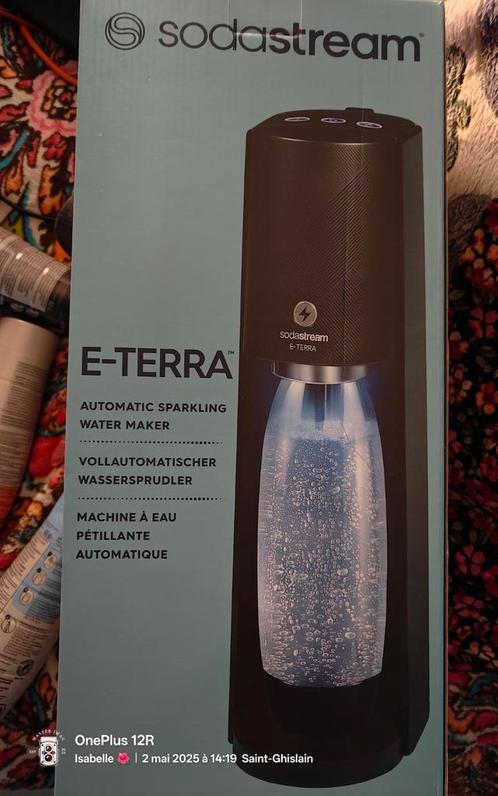 sodastream®
sodastream
E-TERRA
E-TERRA™
AUTOMATIC SPARKLING
WATER MAKER
VOLLAUTOMATISCHER
WASSERSPRUDLER
MACHINE À EAU
PÉTILLANTE
AUTOMATIQUE
OnePlus 12R
Isabelle 🌺 | 2 mai 2025 à 14:19 Saint-Ghislain